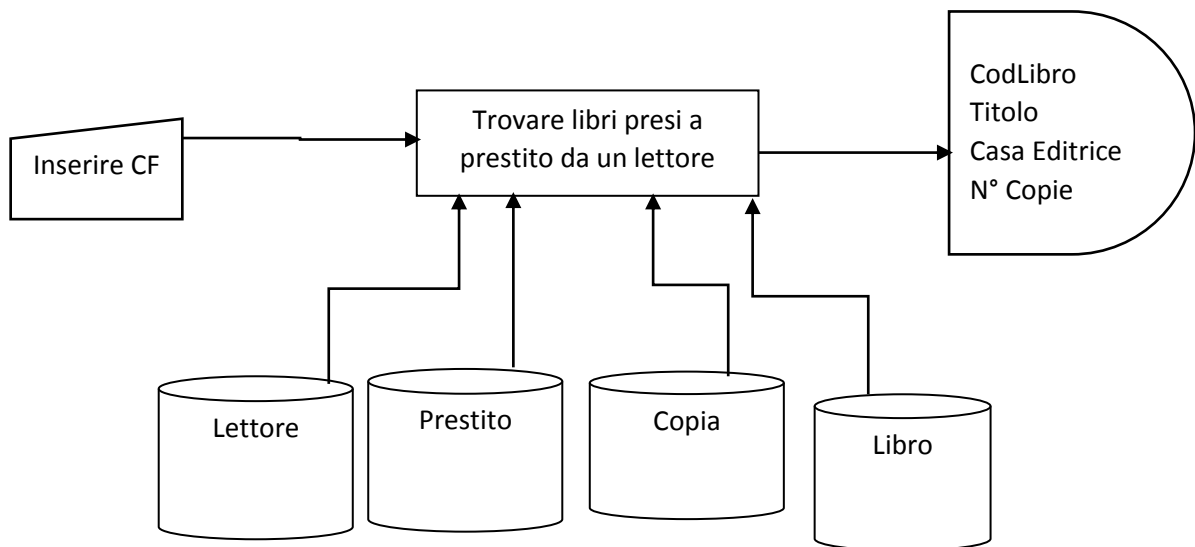 Inserire CF
Trovare libri presi a
prestito da un lettore
CodLibro
Titolo
Casa Editrice
N° Copie
Lettore
Prestito
Copia
Libro